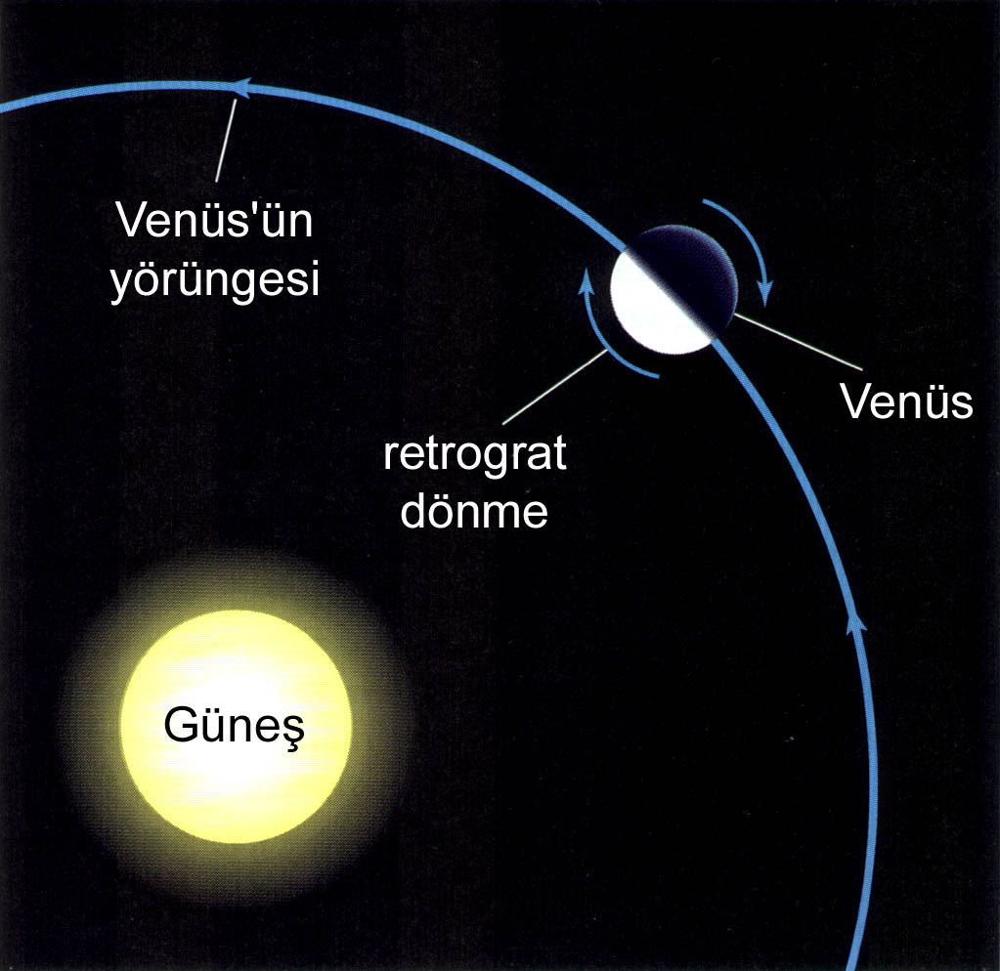 Venüs'ün
yörüngesi
Venüs
retrograt
dönme
Güneş